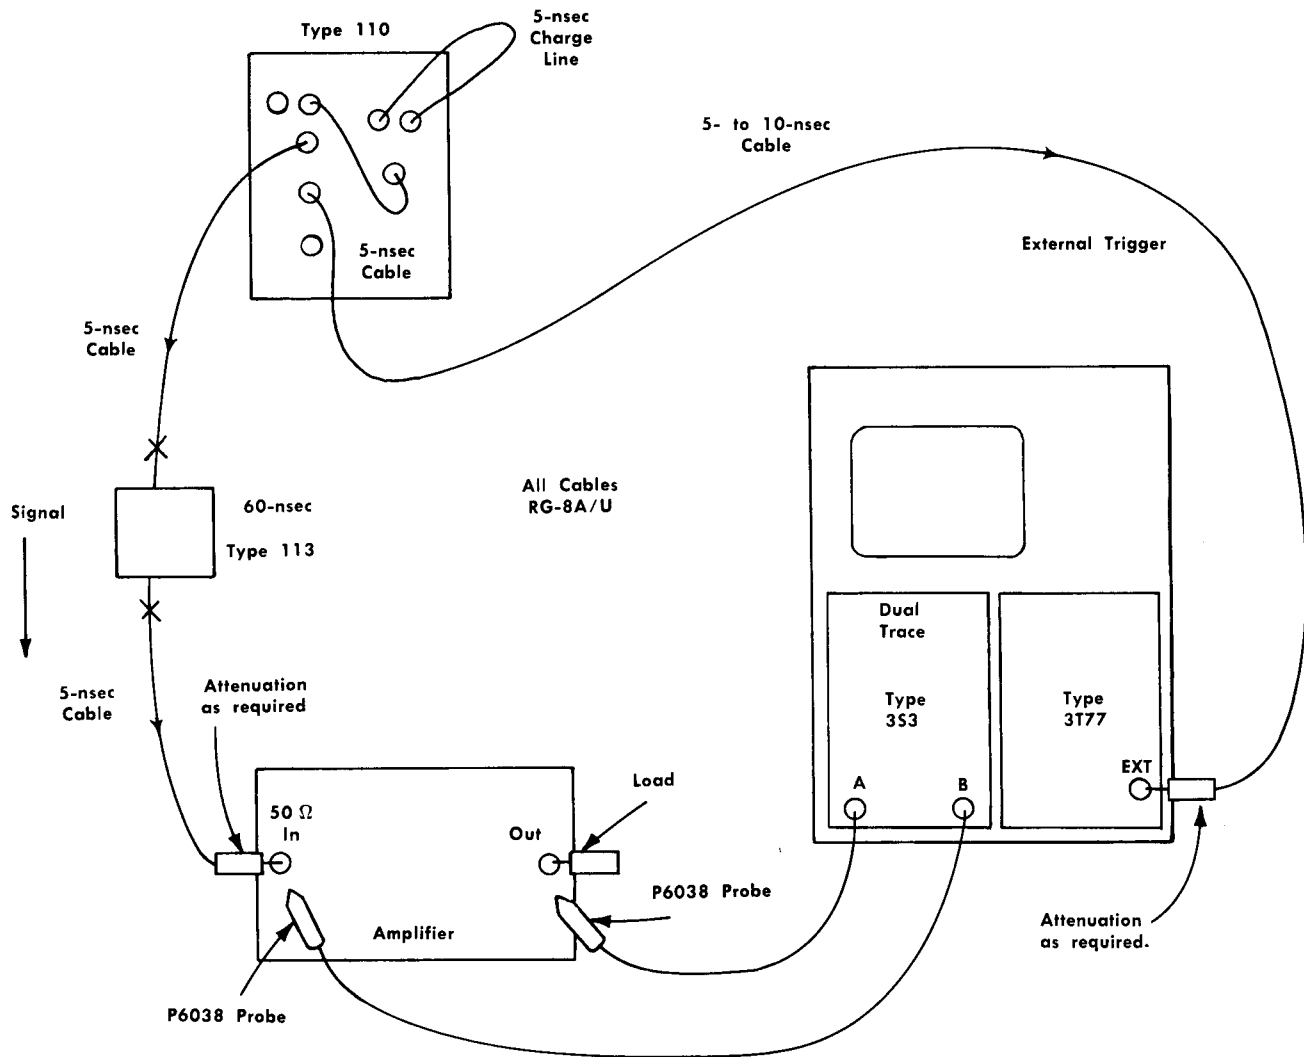 Type 110
5-nsec
Charge
Line
5- to 10-nsec
Cable
External Trigger
5-nsec
Cable
5-nsec
Cable
All Cables
RG-8A/U
Signal
60-nsec
Type 113
Dual
Trace
Type
3S3
Type
3T77
5-nsec
Cable
Attenuation
as required
EXT
A
B
Load
50 Ω
In
Out
P6038 Probe
Amplifier
Attenuation
as required.
P6038 Probe